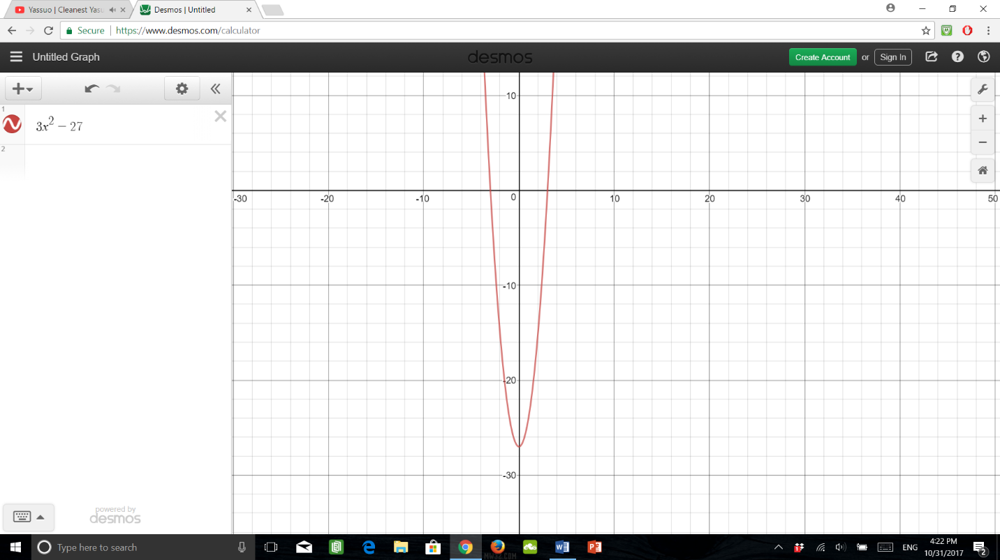 Yassuo | Cleanest Yasu
Desmos | Untitled
Secure | https://www.desmos.com/calculator
Untitled Graph
desmos
Create Account or Sign In
1
3x² − 27
2
10
-30 -20 -10 0 10 20 30 40 50
-10
-20
-30
powered by
desmos
Type here to search
ENG
4:22 PM
10/31/2017
2